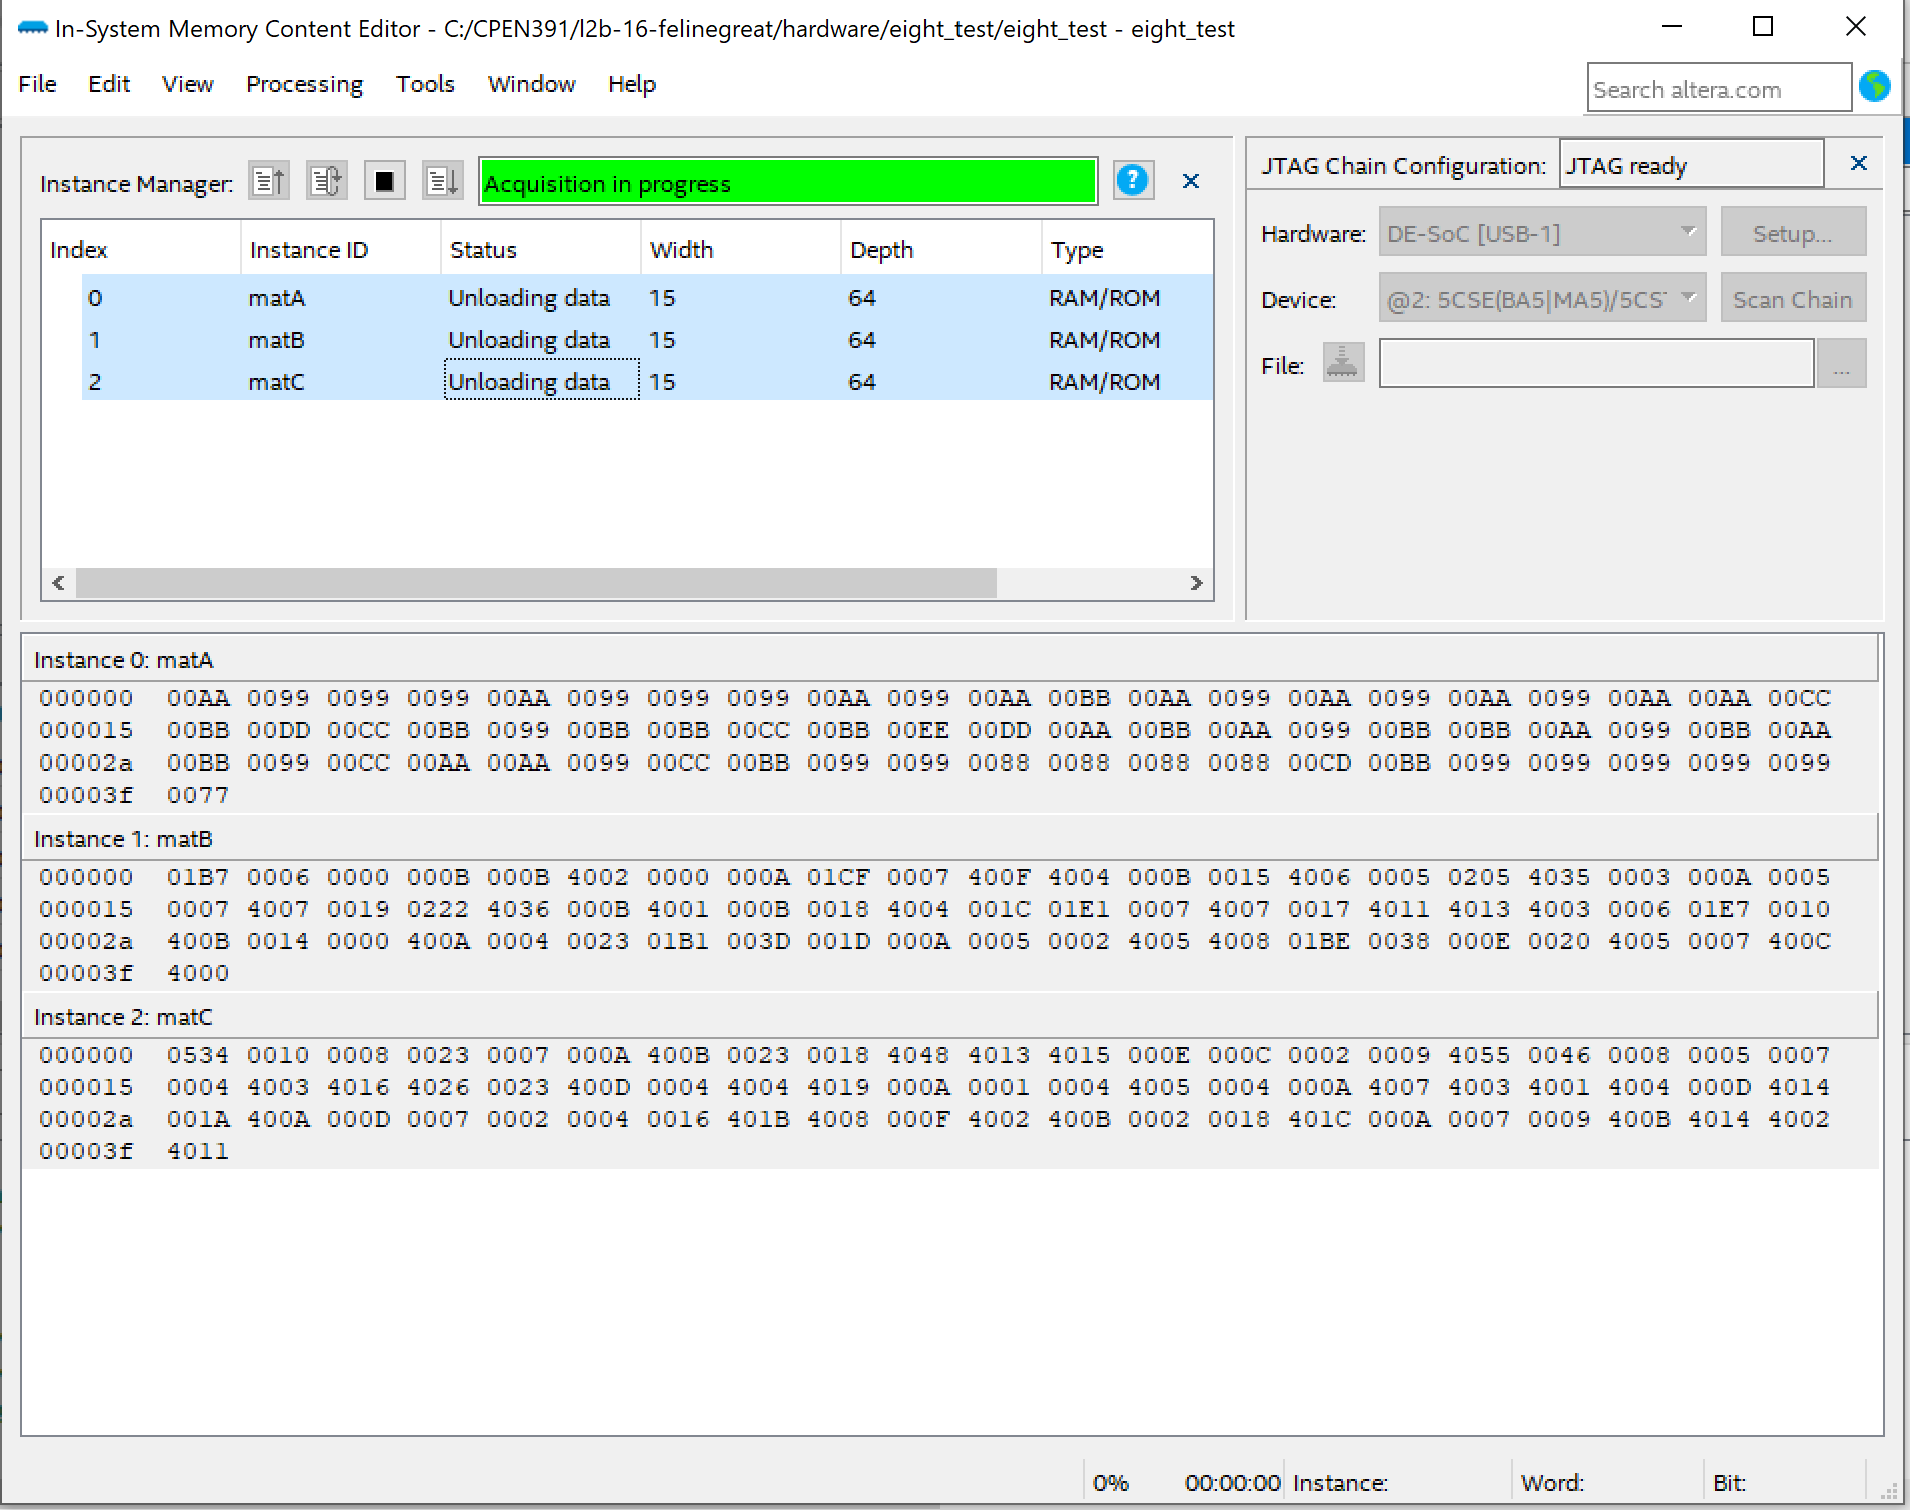 In-System Memory Content Editor - C:/CPEN391/l2b-16-felinegreat/hardware/eight_test/eight_test - eight_test
File Edit View Processing Tools Window Help
Search altera.com
Instance Manager: Acquisition in progress
Index Instance ID Status Width Depth Type
0 matA Unloading data 15 64 RAM/ROM
1 matB Unloading data 15 64 RAM/ROM
2 matC Unloading data 15 64 RAM/ROM
JTAG Chain Configuration: JTAG ready
Hardware: DE-SoC [USB-1] Setup...
Device: @2: 5CSE(BA5|MA5)/5CST Scan Chain
File: ...
Instance 0: matA
000000 00AA 0099 0099 0099 00AA 0099 0099 0099 00AA 0099 00AA 00BB 00AA 0099 00AA 0099 00AA 0099 00AA 00AA 00CC
000015 00BB 00DD 00CC 00BB 0099 00BB 00BB 00CC 00BB 00EE 00DD 00AA 00BB 00AA 0099 00BB 00BB 00AA 0099 00BB 00AA
00002a 00BB 0099 00CC 00AA 00AA 0099 00CC 00BB 0099 0099 0088 0088 0088 0088 00CD 00BB 0099 0099 0099 0099 0099
00003f 0077
Instance 1: matB
000000 01B7 0006 0000 000B 000B 4002 0000 000A 01CF 0007 400F 4004 000B 0015 4006 0005 0205 4035 0003 000A 0005
000015 0007 4007 0019 0222 4036 000B 4001 000B 0018 4004 001C 01E1 0007 4007 0017 4011 4013 4003 0006 01E7 0010
00002a 400B 0014 0000 400A 0004 0023 01B1 003D 001D 000A 0005 0002 4005 4008 01BE 0038 000E 0020 4005 0007 400C
00003f 4000
Instance 2: matC
000000 0534 0010 0008 0023 0007 000A 400B 0023 0018 4048 4013 4015 000E 000C 0002 0009 4055 0046 0008 0005 0007
000015 0004 4003 4016 4026 0023 400D 0004 4004 4019 000A 0001 0004 4005 0004 000A 4007 4003 4001 4004 000D 4014
00002a 001A 400A 000D 0007 0002 0004 0016 401B 4008 000F 4002 400B 0002 0018 401C 000A 0007 0009 400B 4014 4002
00003f 4011
0% 00:00:00 Instance: Word: Bit: